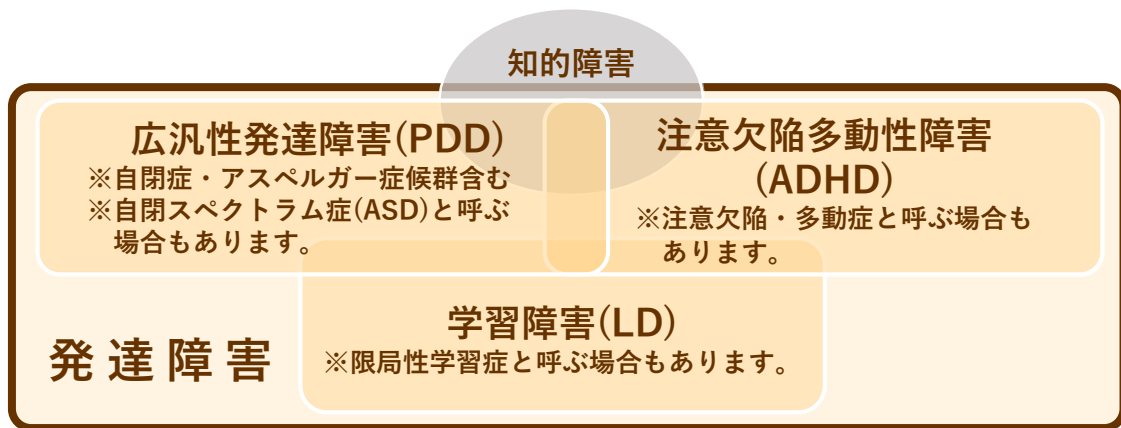 知的障害
広汎性発達障害(PDD)
※自閉症・アスペルガー症候群含む
※自閉スペクトラム症(ASD)と呼ぶ
場合もあります。
注意欠陥多動性障害
(ADHD)
※注意欠陥・多動症と呼ぶ場合も
あります。
学習障害(LD)
※限局性学習症と呼ぶ場合もあります。
発達障害